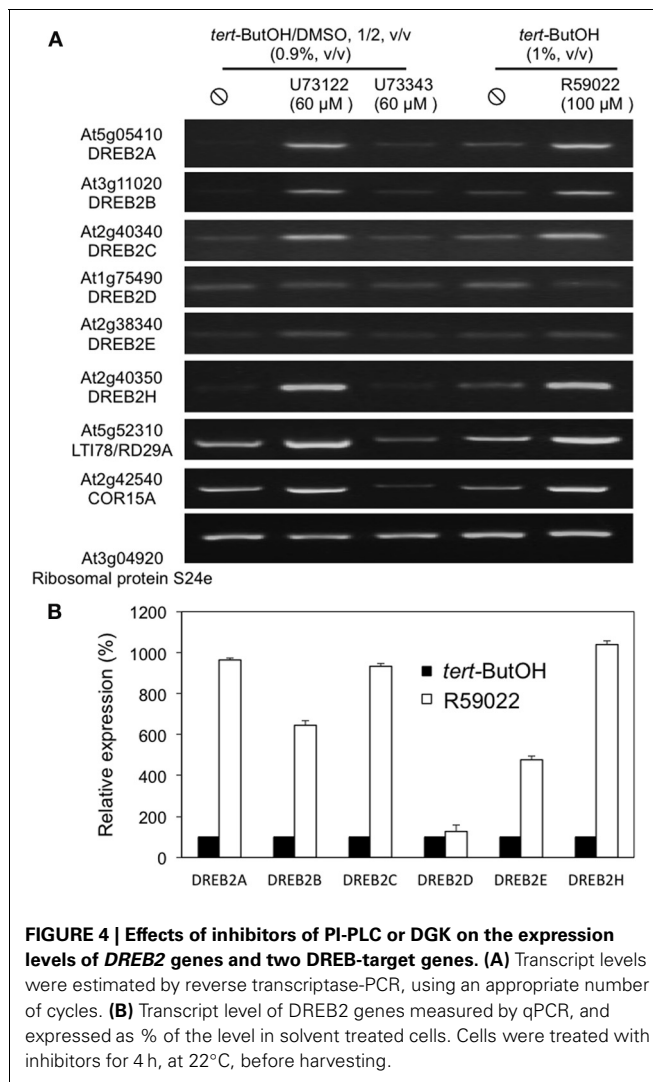 A
tert-ButOH/DMSO, 1/2, v/v
(0.9%, v/v)
tert-ButOH
(1%, v/v)
U73122
(60 µM )
U73343
(60 µM )
R59022
(100 µM)
At5g05410
DREB2A
At3g11020
DREB2B
At2g40340
DREB2C
At1g75490
DREB2D
At2g38340
DREB2E
At2g40350
DREB2H
At5g52310
LTI78/RD29A
At2g42540
COR15A
At3g04920
Ribosomal protein S24e
B
Relative expression (%)
1200
1000
800
600
400
200
0
tert-ButOH
R59022
DREB2A DREB2B DREB2C DREB2D DREB2E DREB2H
FIGURE 4 | Effects of inhibitors of PI-PLC or DGK on the expression
levels of DREB2 genes and two DREB-target genes. (A) Transcript levels
were estimated by reverse transcriptase-PCR, using an appropriate number
of cycles. (B) Transcript level of DREB2 genes measured by qPCR, and
expressed as % of the level in solvent treated cells. Cells were treated with
inhibitors for 4 h, at 22°C, before harvesting.